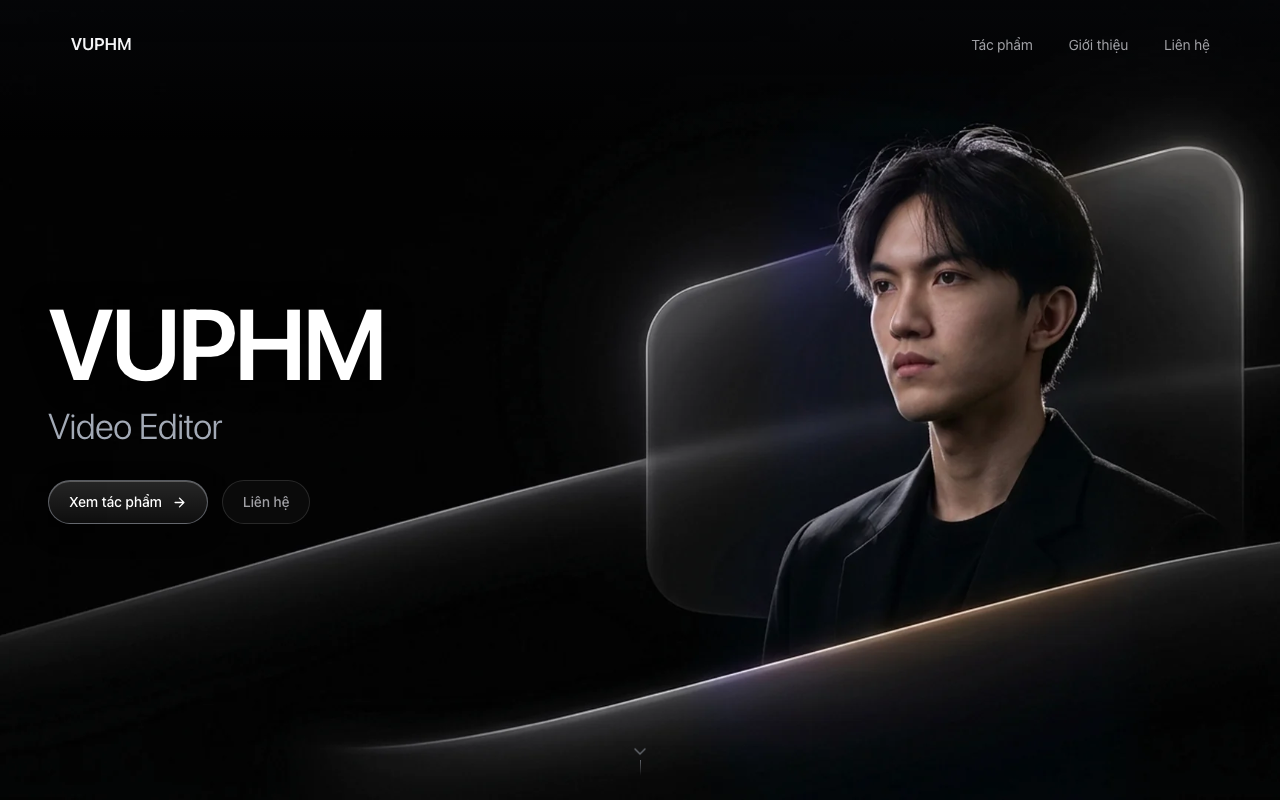 VUPHM
Tác phẩm
Giới thiệu
Liên hệ
VUPHM
Video Editor
Xem tác phẩm →
Liên hệ